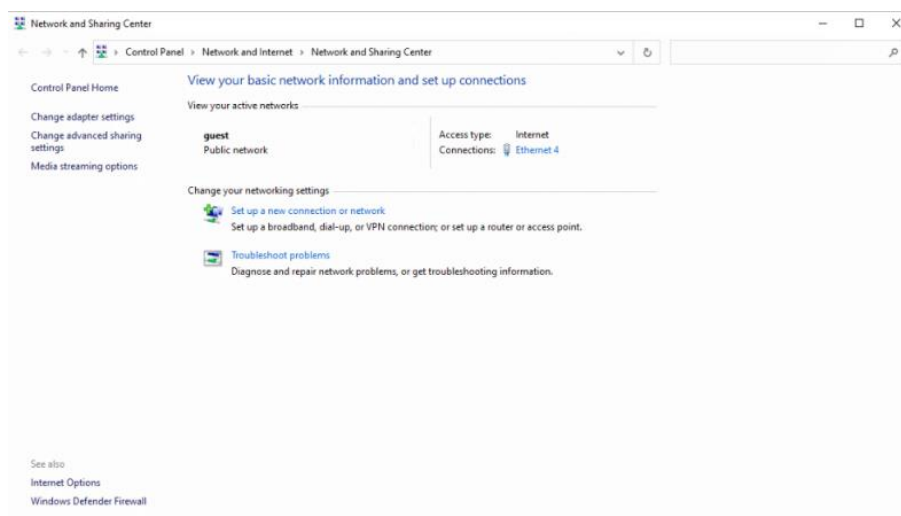 Network and Sharing Center
Control Panel > Network and Internet > Network and Sharing Center
Control Panel Home
Change adapter settings
Change advanced sharing
settings
Media streaming options
View your basic network information and set up connections
View your active networks
guest
Public network
Access type: Internet
Connections: Ethernet 4
Change your networking settings
Set up a new connection or network
Set up a broadband, dial-up, or VPN connection; or set up a router or access point.
Troubleshoot problems
Diagnose and repair network problems, or get troubleshooting information.
See also
Internet Options
Windows Defender Firewall